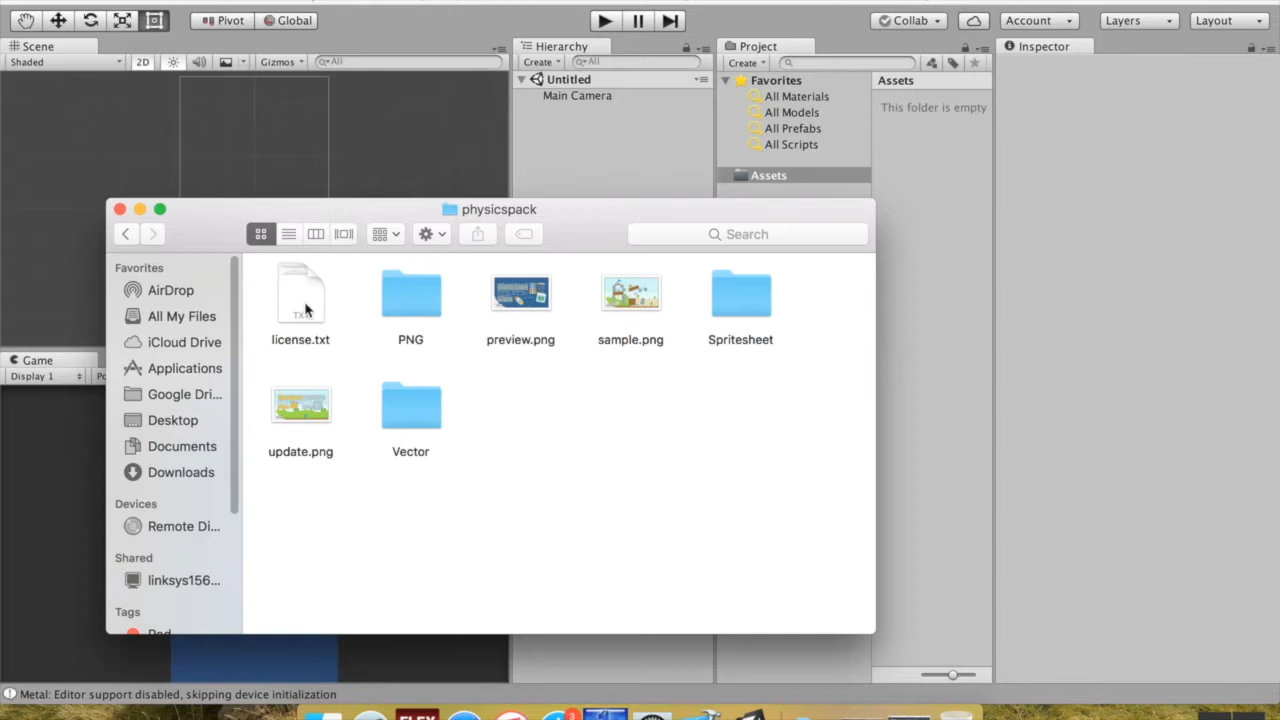 Pivot
Global
Collab
Account
Layers
Layout
Scene
Hierarchy
Project
Inspector
Shaded
2D
Gizmos
All
Create
All
Create
Untitled
Main Camera
Favorites
All Materials
All Models
All Prefabs
All Scripts
Assets
Assets
This folder is empty
Game
Display 1
physicspack
Search
Favorites
AirDrop
All My Files
iCloud Drive
Applications
Google Dri...
Desktop
Documents
Downloads
Devices
Remote Di...
Shared
linksys156...
Tags
license.txt
PNG
preview.png
sample.png
Spritesheet
update.png
Vector
Metal: Editor support disabled, skipping device initialization